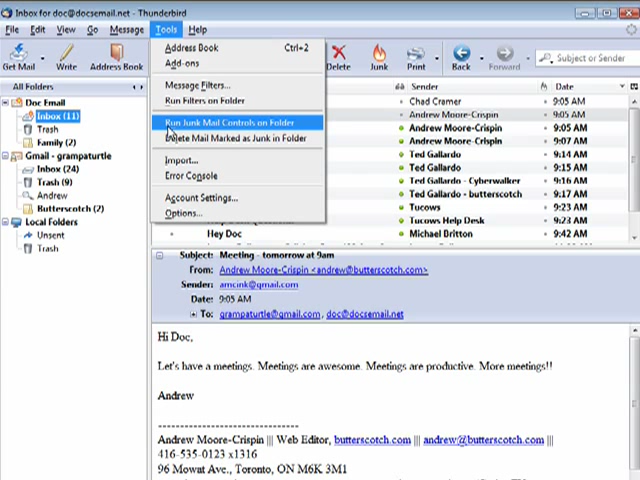 Inbox for doc@docsemail.net - Thunderbird
File Edit View Go Message Tools Help
Get Mail Write Address Book Delete Junk Print Back Forward Subject or Sender
All Folders
Doc Email
Inbox (11)
Trash
Family (2)
Gmail - grampaturtle
Inbox (24)
Trash (9)
Andrew
Butterscotch (2)
Local Folders
Unsent
Trash
Address Book Ctrl+2
Add-ons
Message Filters...
Run Filters on Folder
Run Junk Mail Controls on Folder
Delete Mail Marked as Junk in Folder
Import...
Error Console
Account Settings...
Options...
Sender Date
Chad Cramer 9:05 AM
Andrew Moore-Crispin 9:05 AM
Andrew Moore-Crispin 9:05 AM
Andrew Moore-Crispin 9:07 AM
Ted Gallardo 9:14 AM
Ted Gallardo 9:15 AM
Ted Gallardo - Cyberwalker 9:16 AM
Ted Gallardo - butterscotch 9:17 AM
Tucows 9:23 AM
Tucows Help Desk 9:23 AM
Hey Doc Michael Britton 9:42 AM
Subject: Meeting - tomorrow at 9am
From: Andrew Moore-Crispin <andrew@butterscotch.com>
Sender: amcink@gmail.com
Date: 9:05 AM
To: grampaturtle@gmail.com, doc@docsemail.net
Hi Doc,
Let's have a meetings. Meetings are awesome. Meetings are productive. More meetings!!
Andrew
------------------------------
Andrew Moore-Crispin ||| Web Editor, butterscotch.com ||| andrew@butterscotch.com |||
416-535-0123 x1316
96 Mowat Ave., Toronto, ON M6K 3M1